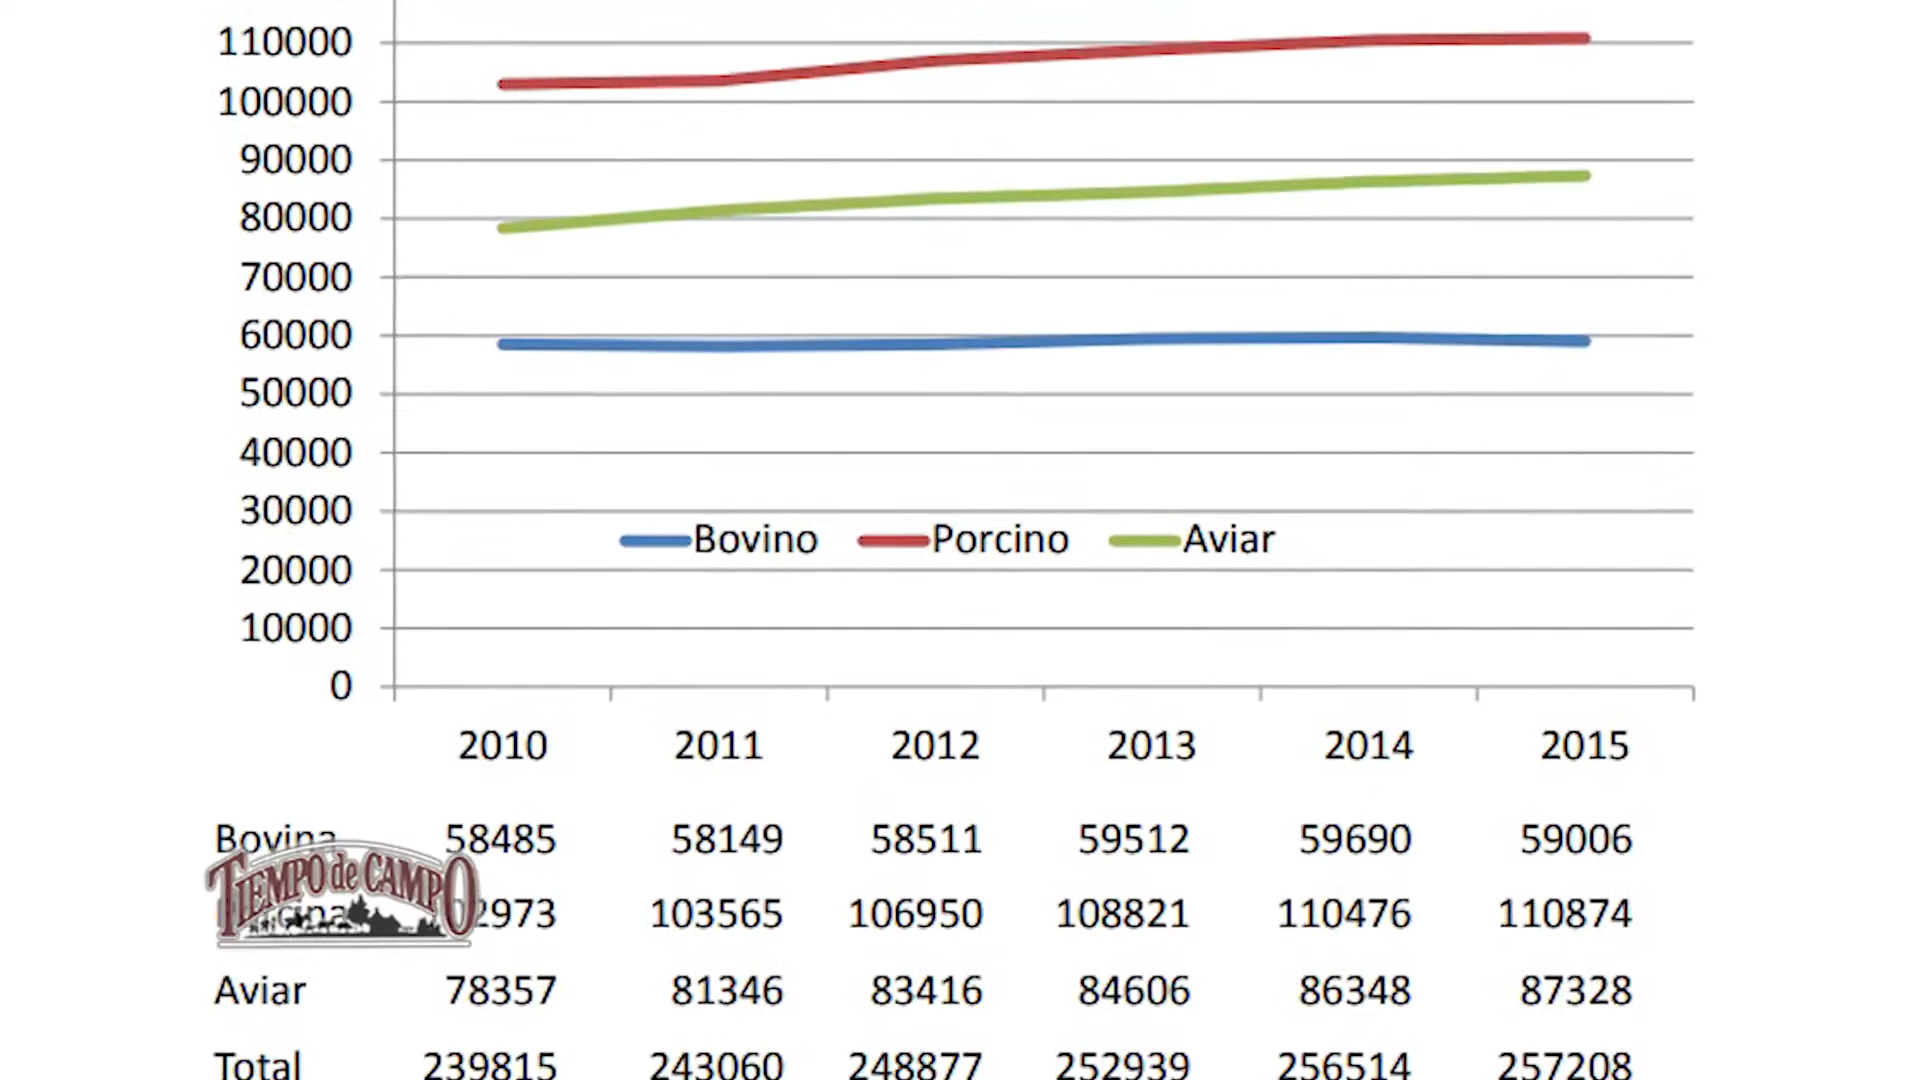 110000
100000
90000
80000
70000
60000
50000
40000
30000
20000
10000
0
Bovino Porcino Aviar
2010 2011 2012 2013 2014 2015
Bovina 58485 58149 58511 59512 59690 59006
TIEMPO de CAMPO
103565 106950 108821 110476 110874
Aviar 78357 81346 83416 84606 86348 87328
Total 239815 243060 248877 252939 256514 257208